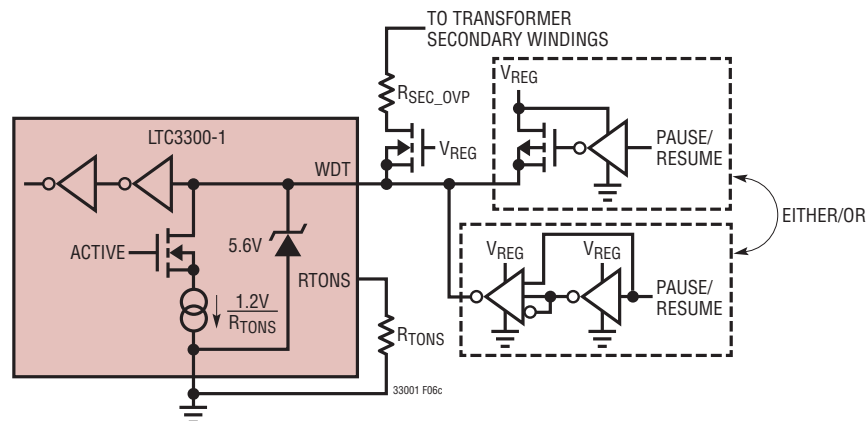 TO TRANSFORMER
SECONDARY WINDINGS
RSEC_OVP
VREG
VREG
PAUSE/
RESUME
LTC3300-1
WDT
ACTIVE
5.6V
RTONS
1.2V
RTONS
RTONS
EITHER/OR
VREG
VREG
PAUSE/
RESUME
33001 F06c